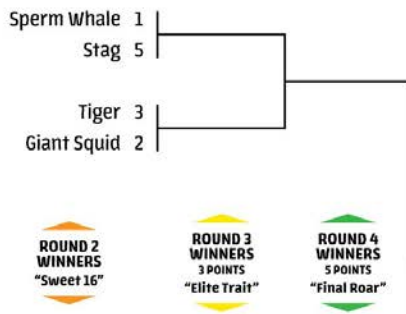 Sperm Whale 1
Stag 5
Tiger 3
Giant Squid 2
ROUND 2
WINNERS
"Sweet 16"
ROUND 3
WINNERS
3 POINTS
"Elite Trait"
ROUND 4
WINNERS
5 POINTS
"Final Roar"